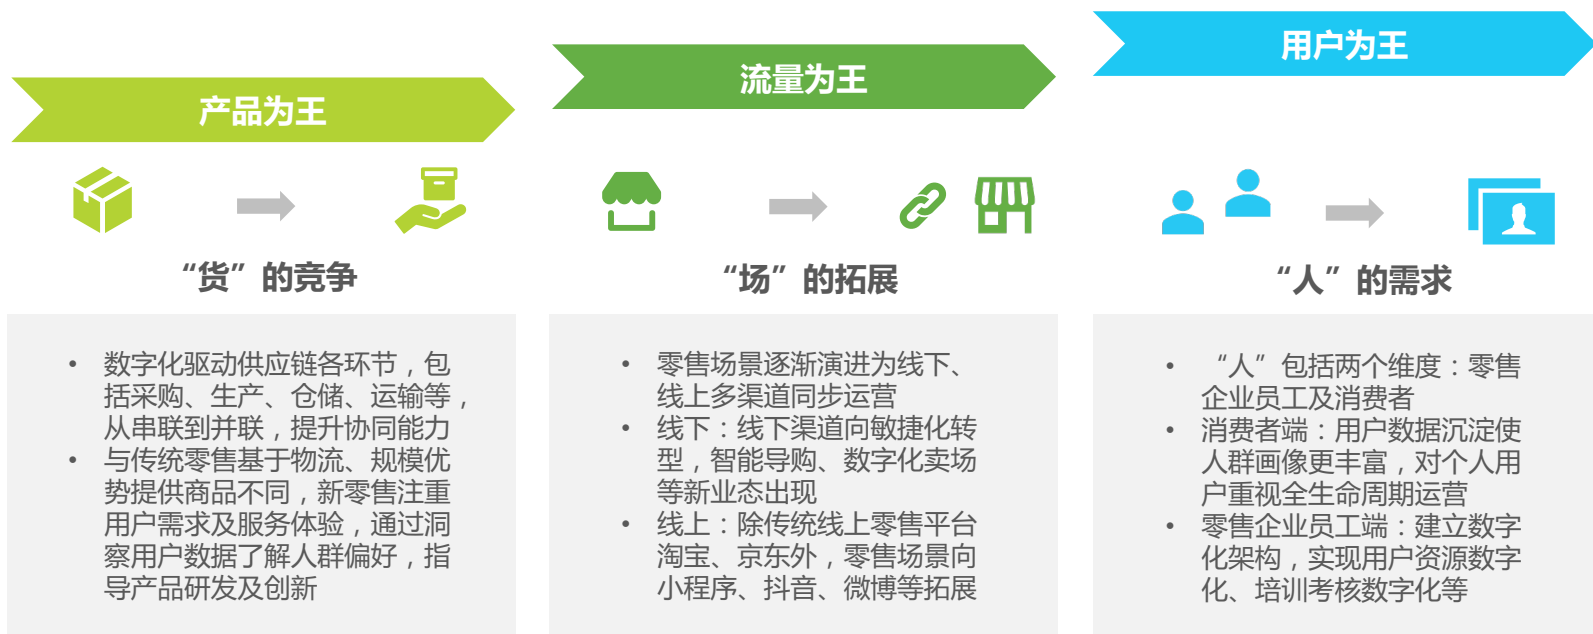 产品为王
“货”的竞争
• 数字化驱动供应链各环节，包
括采购、生产、仓储、运输等，
从串联到并联，提升协同能力
• 与传统零售基于物流、规模优
势提供商品不同，新零售注重
用户需求及服务体验，通过洞
察用户数据了解人群偏好，指
导产品研发及创新
流量为王
“场”的拓展
• 零售场景逐渐演进为线下、
线上多渠道同步运营
• 线下：线下渠道向敏捷化转
型，智能导购、数字化卖场
等新业态出现
• 线上：除传统线上零售平台
淘宝、京东外，零售场景向
小程序、抖音、微博等拓展
用户为王
“人”的需求
• “人”包括两个维度：零售
企业员工及消费者
• 消费者端：用户数据沉淀使
人群画像更丰富，对个人用
户重视全生命周期运营
• 零售企业员工端：建立数字
化架构，实现用户资源数字
化、培训考核数字化等